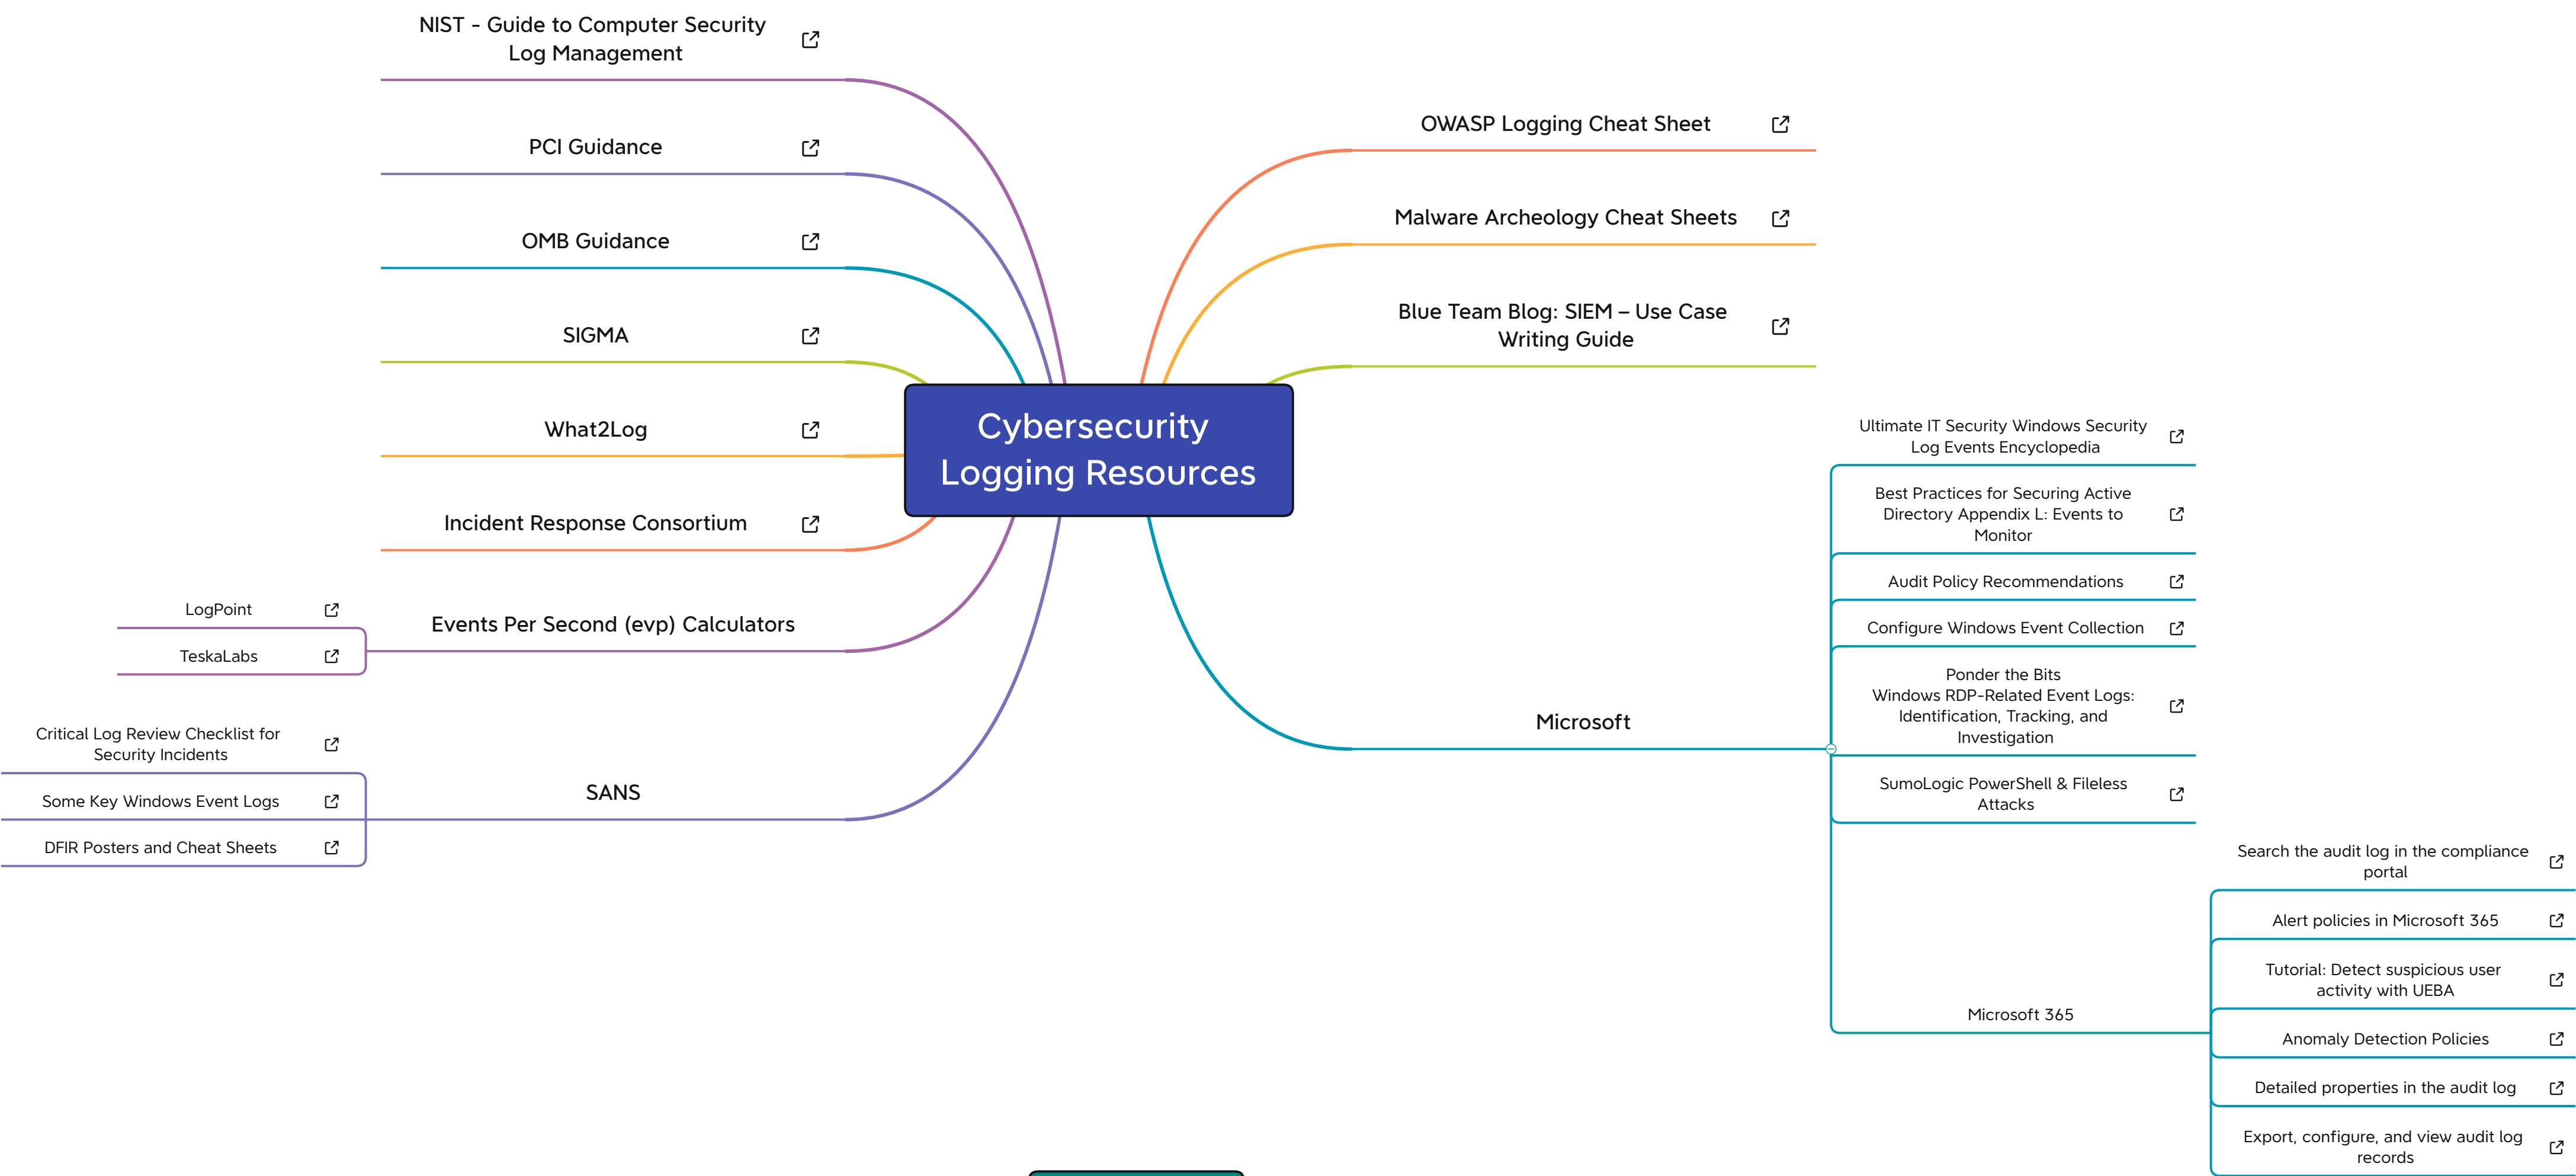 NIST - Guide to Computer Security
Log Management
PCI Guidance
OMB Guidance
SIGMA
What2Log
Incident Response Consortium
Events Per Second (evp) Calculators
LogPoint
TeskaLabs
SANS
Critical Log Review Checklist for
Security Incidents
Some Key Windows Event Logs
DFIR Posters and Cheat Sheets
Cybersecurity
Logging Resources
OWASP Logging Cheat Sheet
Malware Archeology Cheat Sheets
Blue Team Blog: SIEM – Use Case
Writing Guide
Microsoft
Ultimate IT Security Windows Security
Log Events Encyclopedia
Best Practices for Securing Active
Directory Appendix L: Events to
Monitor
Audit Policy Recommendations
Configure Windows Event Collection
Ponder the Bits
Windows RDP-Related Event Logs:
Identification, Tracking, and
Investigation
SumoLogic PowerShell & Fileless
Attacks
Microsoft 365
Search the audit log in the compliance
portal
Alert policies in Microsoft 365
Tutorial: Detect suspicious user
activity with UEBA
Anomaly Detection Policies
Detailed properties in the audit log
Export, configure, and view audit log
records